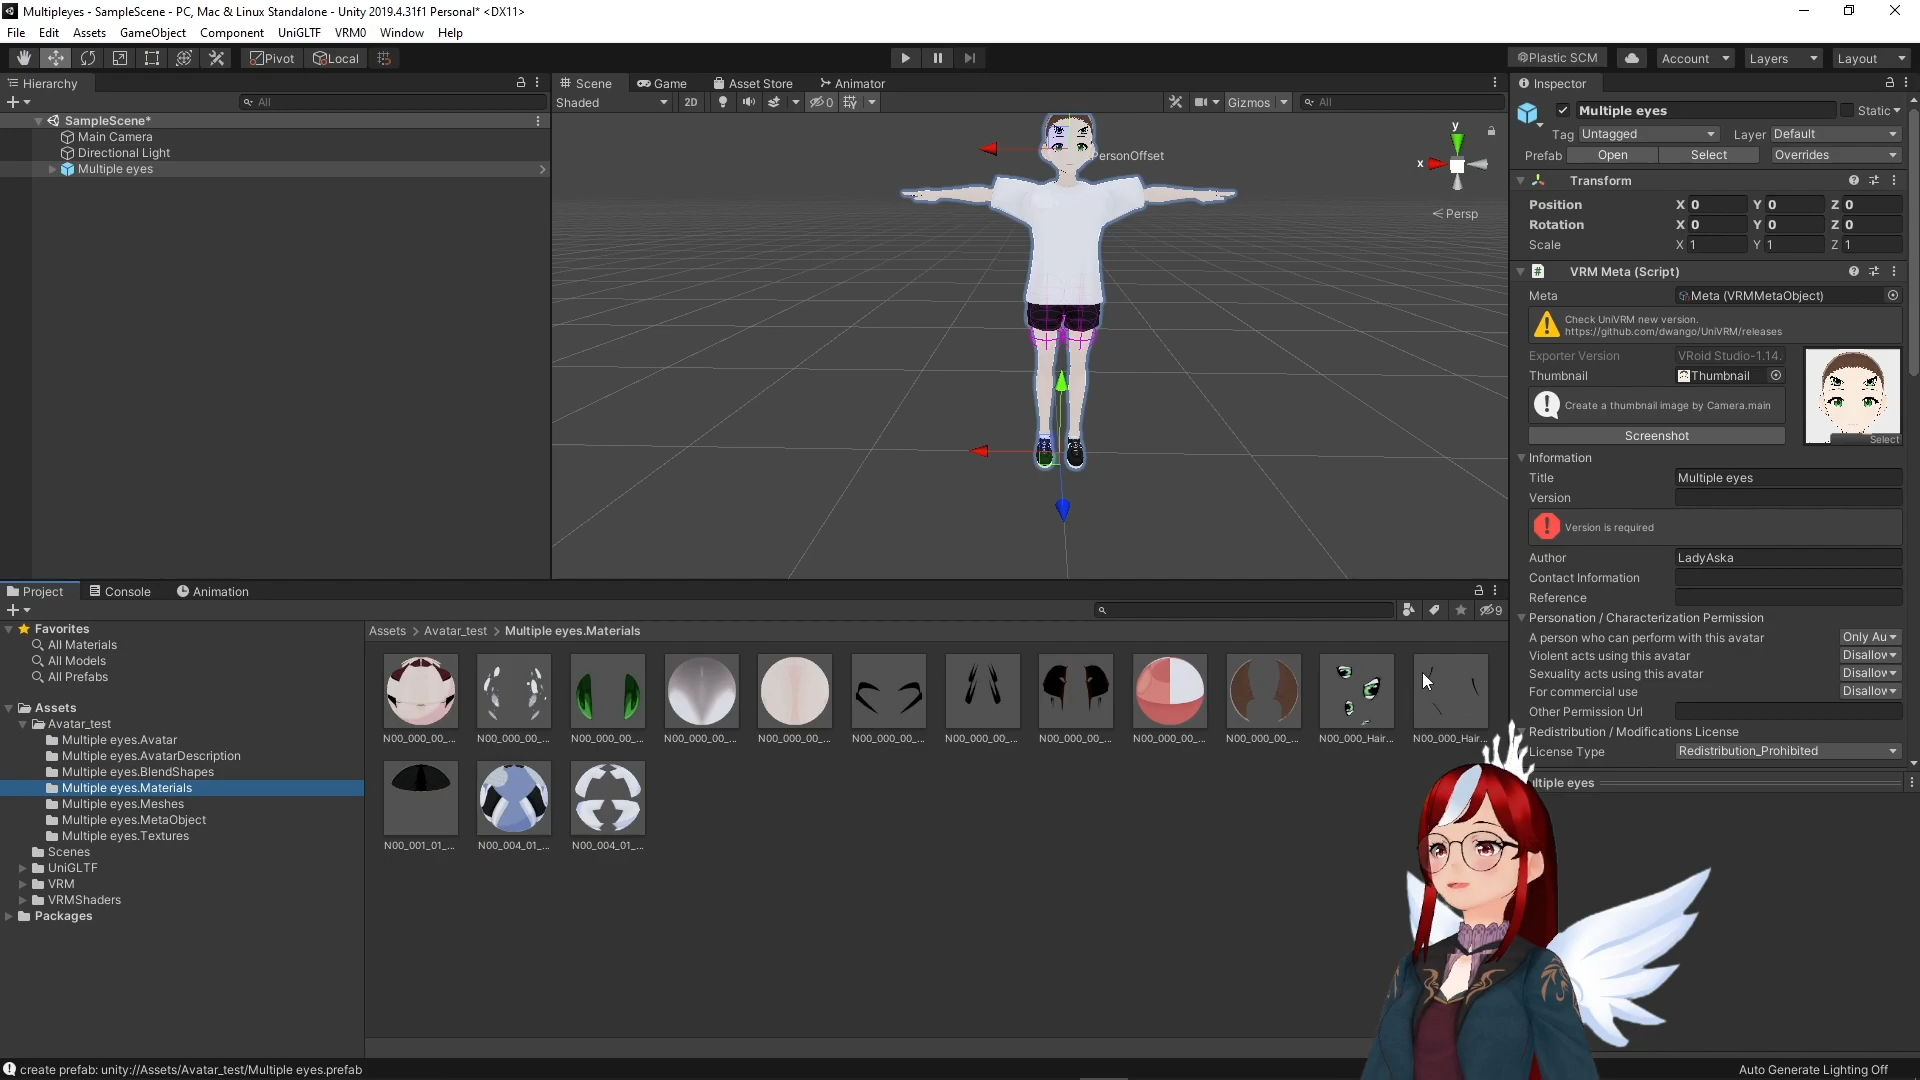 Multipleyes - SampleScene - PC, Mac & Linux Standalone - Unity 2019.4.31f1 Personal* <DX11>
File Edit Assets GameObject Component UniGLTF VRM0 Window Help
Pivot Local Plastic SCM Account Layers Layout
Hierarchy
All
SampleScene*
Main Camera
Directional Light
Multiple eyes
Scene Game Asset Store Animator
Shaded 2D 0 Gizmos All
PersonOffset
y
x
Persp
Inspector
Multiple eyes Static
Tag Untagged Layer Default
Prefab Open Select Overrides
Transform
Position X 0 Y 0 Z 0
Rotation X 0 Y 0 Z 0
Scale X 1 Y 1 Z 1
# VRM Meta (Script)
Meta Meta (VRMMetaObject)
Check UniVRM new version.
https://github.com/dwango/UniVRM/releases
Exporter Version VRoid Studio-1.14.
Thumbnail Thumbnail
Create a thumbnail image by Camera.main
Screenshot
Select
Information
Title Multiple eyes
Version
Version is required
Author LadyAska
Contact Information
Reference
Personation / Characterization Permission
A person who can perform with this avatar Only Au
Violent acts using this avatar Disallow
Sexuality acts using this avatar Disallow
For commercial use Disallow
Other Permission Url
Redistribution / Modifications License
License Type Redistribution_Prohibited
ultiple eyes
Project Console Animation
9
Favorites
All Materials
All Models
All Prefabs
Assets
Avatar_test
Multiple eyes.Avatar
Multiple eyes.AvatarDescription
Multiple eyes.BlendShapes
Multiple eyes.Materials
Multiple eyes.Meshes
Multiple eyes.MetaObject
Multiple eyes.Textures
Scenes
UniGLTF
VRM
VRMShaders
Packages
Assets > Avatar_test > Multiple eyes.Materials
N00_000_00_... N00_000_00_... N00_000_00_... N00_000_00_... N00_000_00_... N00_000_00_... N00_000_00_... N00_000_00_... N00_000_00_... N00_000_00_... N00_000_Hair... N00_000_Hair...
N00_001_01_... N00_004_01_... N00_004_01_...
create prefab: unity://Assets/Avatar_test/Multiple eyes.prefab
Auto Generate Lighting Off